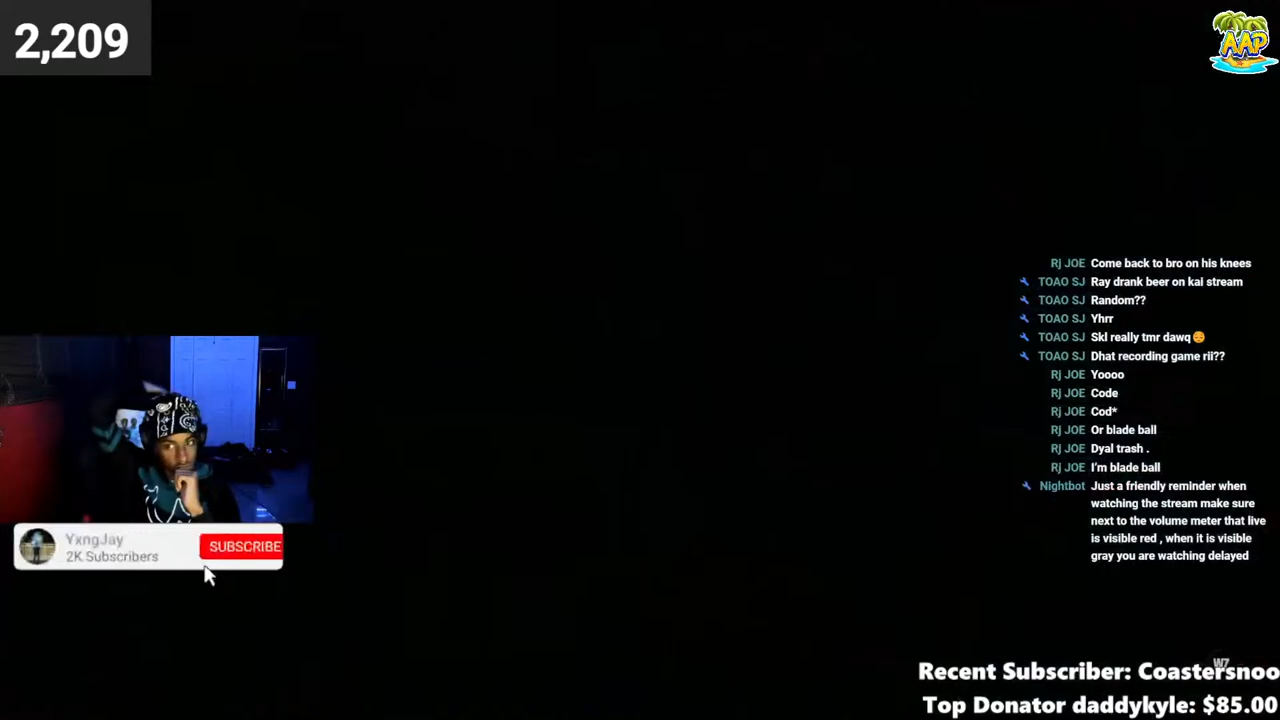 2,209
AAP
Rj JOE Come back to bro on his knees
TOAO SJ Ray drank beer on kai stream
TOAO SJ Random??
TOAO SJ Yhrr
TOAO SJ Skl really tmr dawq😔
TOAO SJ Dhat recording game rii??
Rj JOE Yoooo
Rj JOE Code
Rj JOE Cod*
Rj JOE Or blade ball
Rj JOE Dyal trash .
Rj JOE I'm blade ball
Nightbot Just a friendly reminder when
watching the stream make sure
next to the volume meter that live
is visible red , when it is visible
gray you are watching delayed
YxngJay
2K Subscribers
SUBSCRIBE
W7
Recent Subscriber: Coastersnoo
Top Donator daddykyle: $85.00